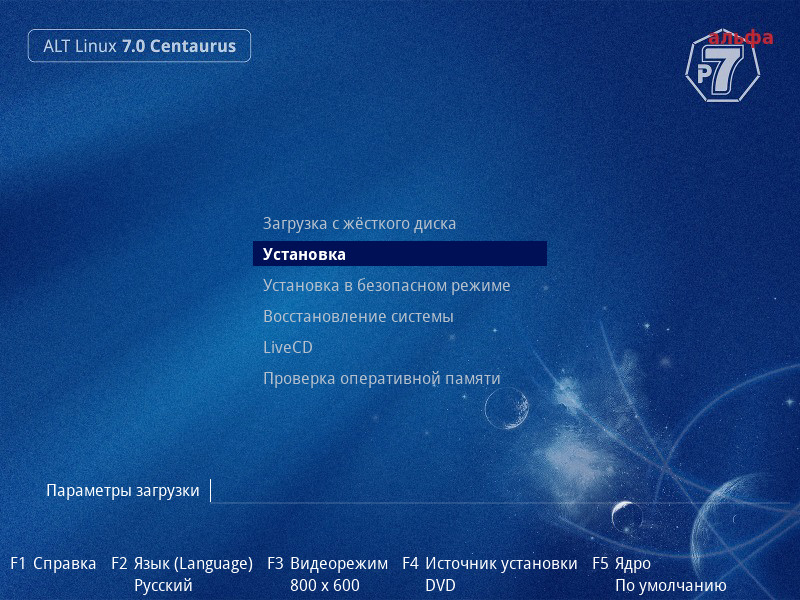 ALT Linux 7.0 Centaurus
альфа
p7
Загрузка с жёсткого диска
Установка
Установка в безопасном режиме
Восстановление системы
LiveCD
Проверка оперативной памяти
Параметры загрузки
F1 Справка F2 Язык (Language) F3 Видеорежим F4 Источник установки F5 Ядро
Русский 800 x 600 DVD По умолчанию